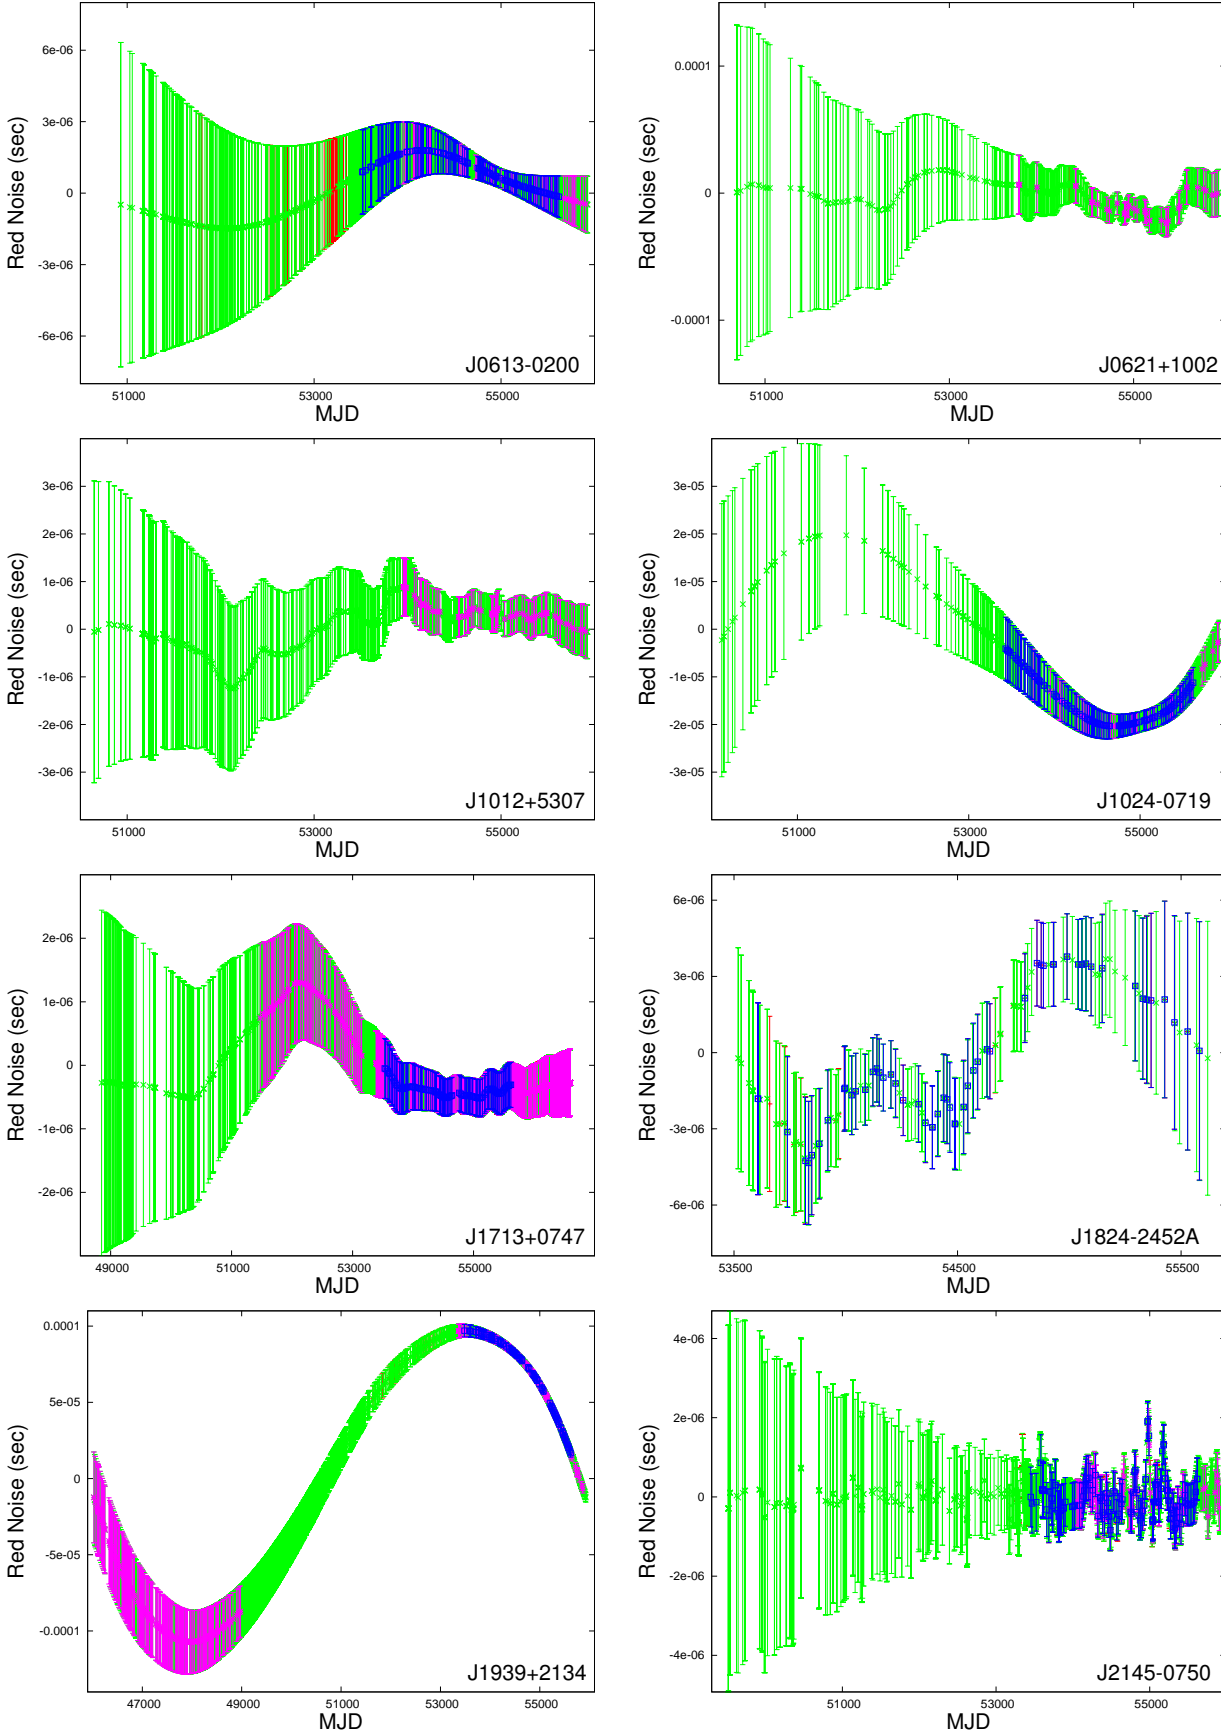 6e-06
3e-06
0
-3e-06
-6e-06
Red Noise (sec)
J0613-0200
51000 53000 55000
MJD
0.0001
0
-0.0001
Red Noise (sec)
J0621+1002
51000 53000 55000
MJD
3e-06
2e-06
1e-06
0
-1e-06
-2e-06
-3e-06
Red Noise (sec)
J1012+5307
51000 53000 55000
MJD
3e-05
2e-05
1e-05
0
-1e-05
-2e-05
-3e-05
Red Noise (sec)
J1024-0719
51000 53000 55000
MJD
2e-06
1e-06
0
-1e-06
-2e-06
Red Noise (sec)
J1713+0747
49000 51000 53000 55000
MJD
6e-06
3e-06
0
-3e-06
-6e-06
Red Noise (sec)
J1824-2452A
53500 54500 55500
MJD
0.0001
5e-05
0
-5e-05
-0.0001
Red Noise (sec)
J1939+2134
47000 49000 51000 53000 55000
MJD
4e-06
2e-06
0
-2e-06
-4e-06
Red Noise (sec)
J2145-0750
51000 53000 55000
MJD